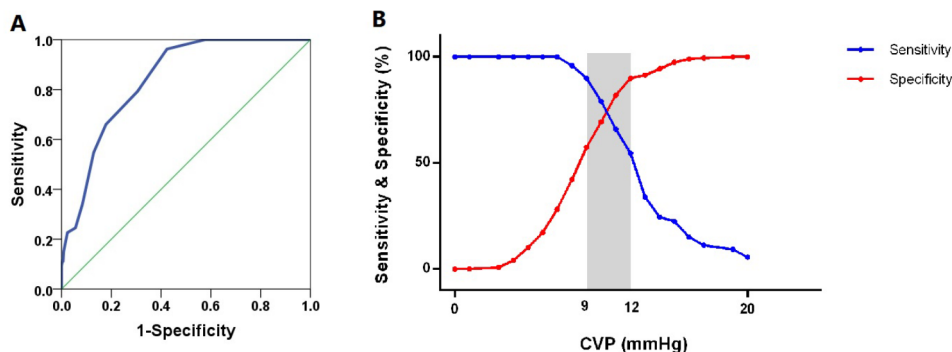 A
Sensitivity
1.0
0.8
0.6
0.4
0.2
0.0
0.0 0.2 0.4 0.6 0.8 1.0
1-Specificity
B
Sensitivity & Specificity (%)
100
50
0
0 9 12 20
CVP (mmHg)
Sensitivity
Specificity